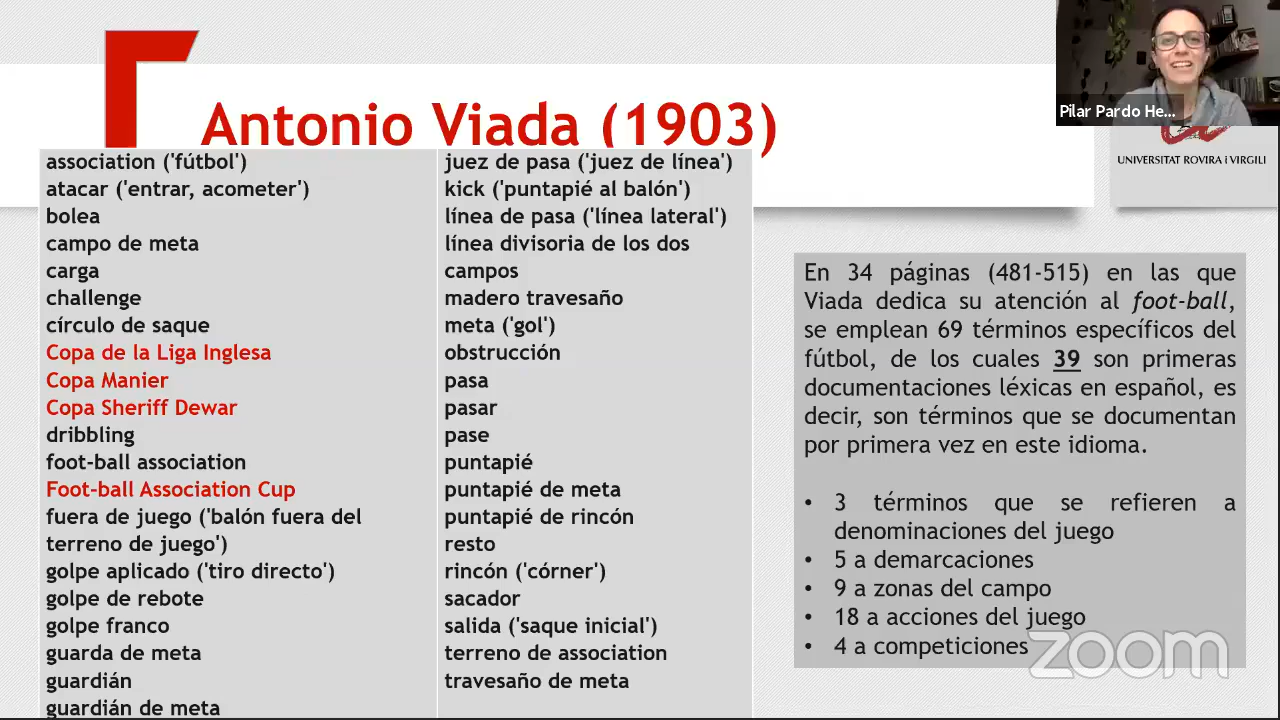 Pilar Pardo He...
UNIVERSITAT ROVIRA i VIRGILI
Antonio Viada (1903)
association ('fútbol')
atacar ('entrar, acometer')
bolea
campo de meta
carga
challenge
círculo de saque
Copa de la Liga Inglesa
Copa Manier
Copa Sheriff Dewar
dribbling
foot-ball association
Foot-ball Association Cup
fuera de juego ('balón fuera del
terreno de juego')
golpe aplicado ('tiro directo')
golpe de rebote
golpe franco
guarda de meta
guardián
guardián de meta
juez de pasa ('juez de línea')
kick ('puntapié al balón')
línea de pasa ('línea lateral')
línea divisoria de los dos
campos
madero travesaño
meta ('gol')
obstrucción
pasa
pasar
pase
puntapié
puntapié de meta
puntapié de rincón
resto
rincón ('córner')
sacador
salida ('saque inicial')
terreno de association
travesaño de meta
En 34 páginas (481-515) en las que
Viada dedica su atención al foot-ball,
se emplean 69 términos específicos del
fútbol, de los cuales 39 son primeras
documentaciones léxicas en español, es
decir, son términos que se documentan
por primera vez en este idioma.
• 3 términos que se refieren a
denominaciones del juego
• 5 a demarcaciones
• 9 a zonas del campo
• 18 a acciones del juego
• 4 a competiciones
zoom